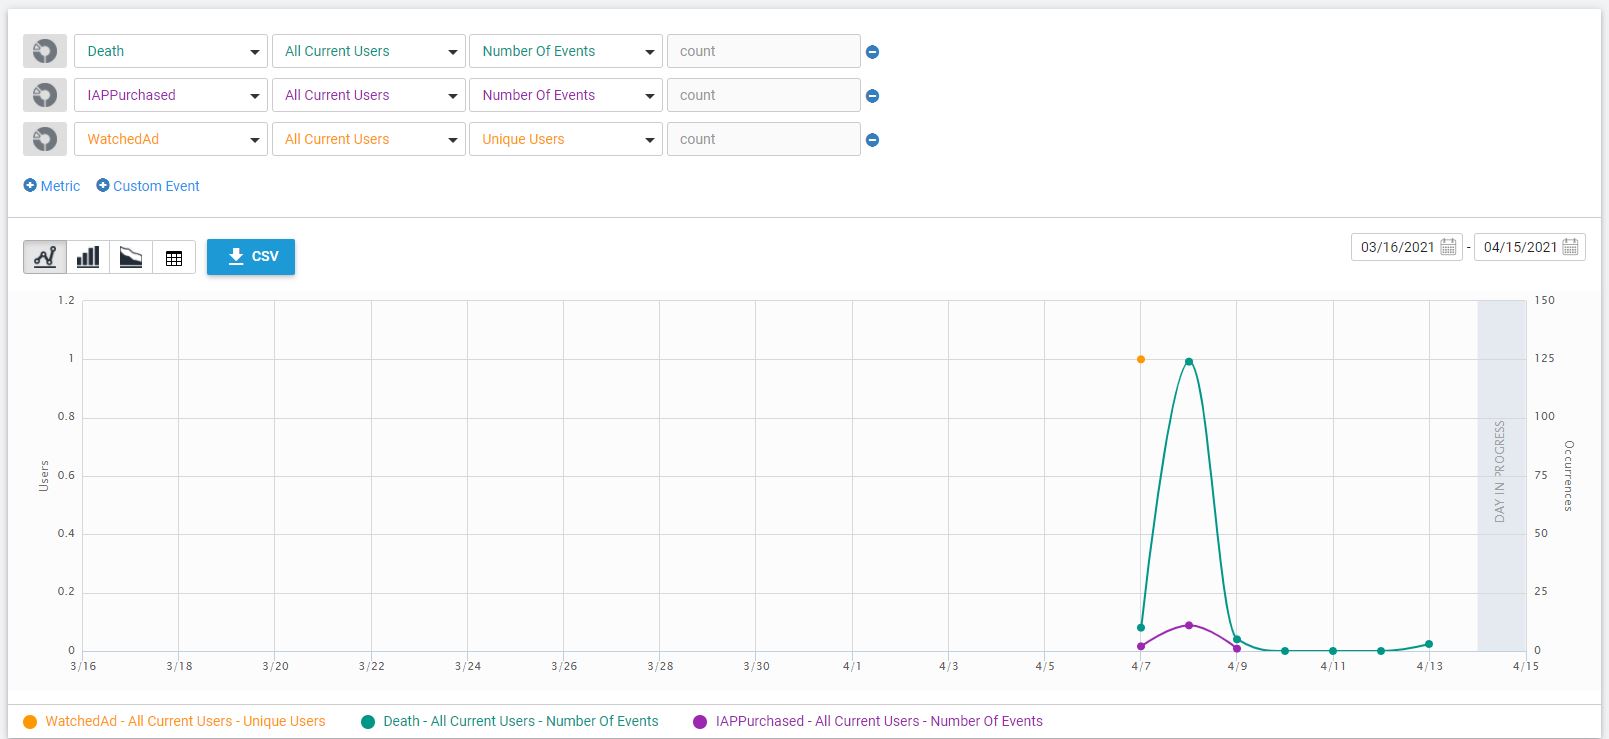 Death All Current Users Number Of Events count
IAPPurchased All Current Users Number Of Events count
WatchedAd All Current Users Unique Users count
Metric Custom Event
CSV 03/16/2021 - 04/15/2021
1.2 150
1 125
0.8 100
0.6 75
0.4 50
0.2 25
0 0
Users
DAY IN PROGRESS
Occurrences
3/16 3/18 3/20 3/22 3/24 3/26 3/28 3/30 4/1 4/3 4/5 4/7 4/9 4/11 4/13 4/15
WatchedAd - All Current Users - Unique Users Death - All Current Users - Number Of Events IAPPurchased - All Current Users - Number Of Events